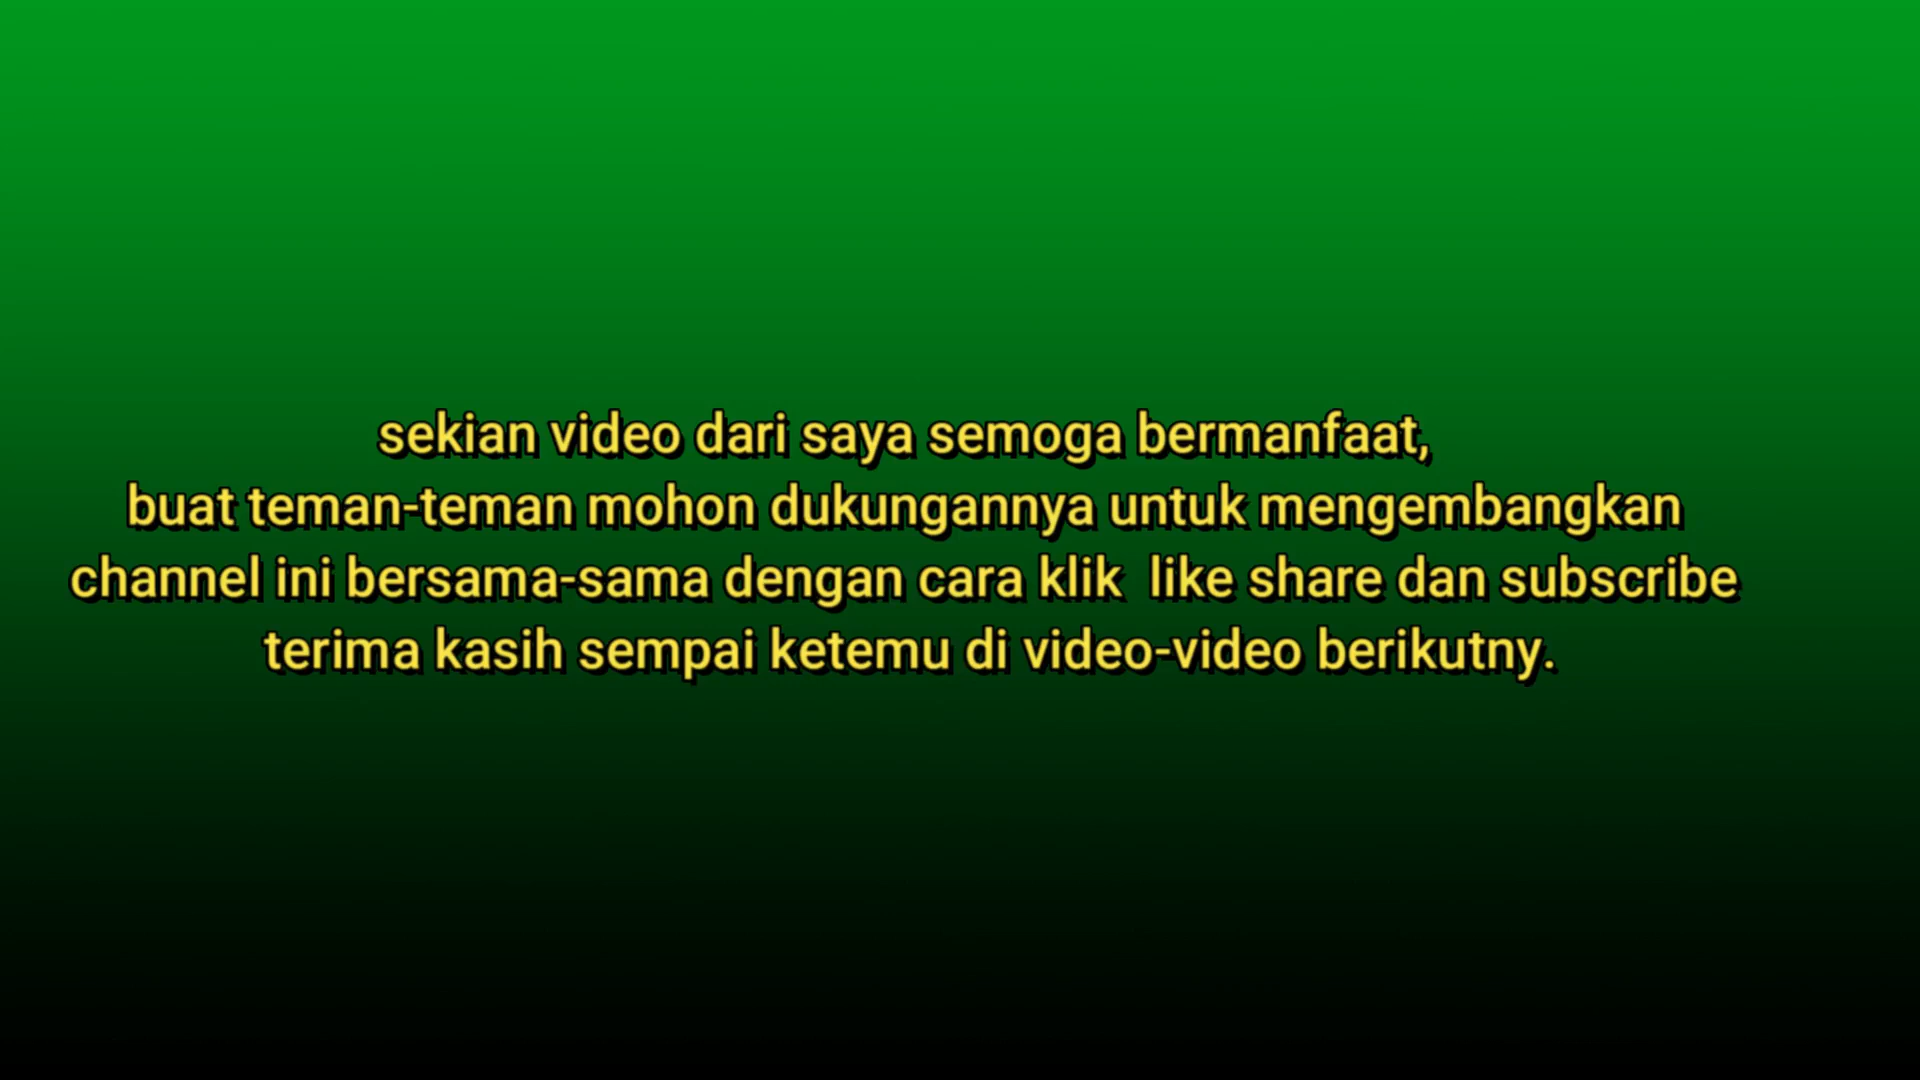 sekian video dari saya semoga bermanfaat,
buat teman-teman mohon dukungannya untuk mengembangkan
channel ini bersama-sama dengan cara klik  like share dan subscribe
terima kasih sempai ketemu di video-video berikutny.